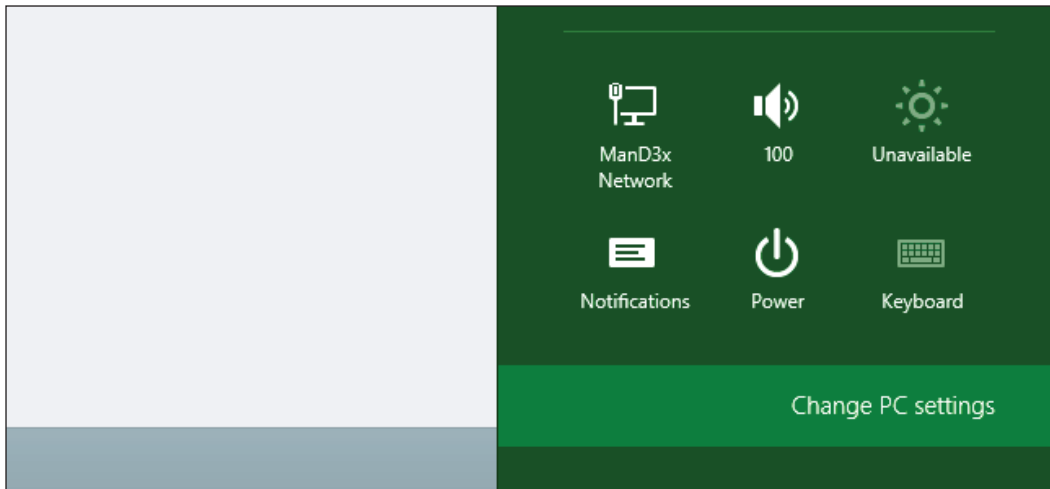 ManD3x
Network
100
Unavailable
Notifications
Power
Keyboard
Change PC settings